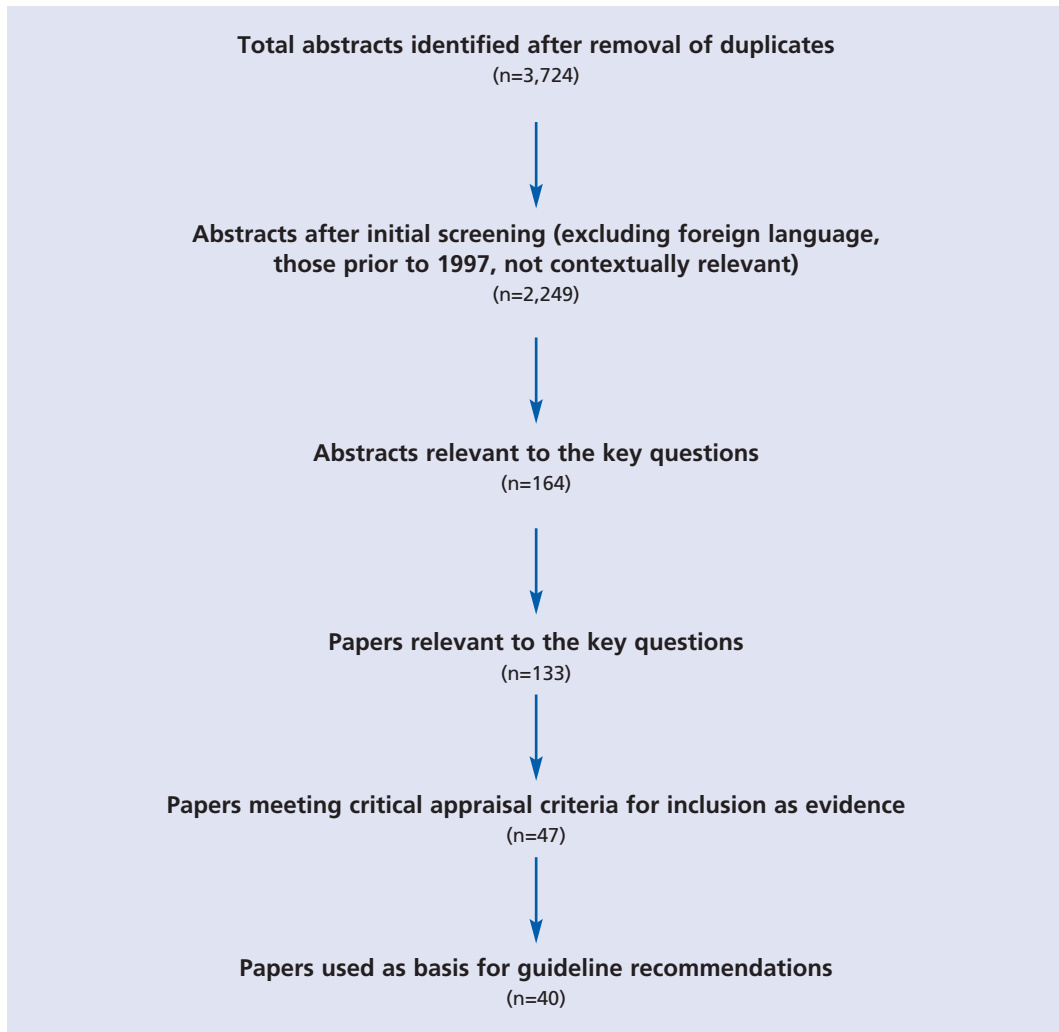 Total abstracts identified after removal of duplicates
(n=3,724)
Abstracts after initial screening (excluding foreign language,
those prior to 1997, not contextually relevant)
(n=2,249)
Abstracts relevant to the key questions
(n=164)
Papers relevant to the key questions
(n=133)
Papers meeting critical appraisal criteria for inclusion as evidence
(n=47)
Papers used as basis for guideline recommendations
(n=40)